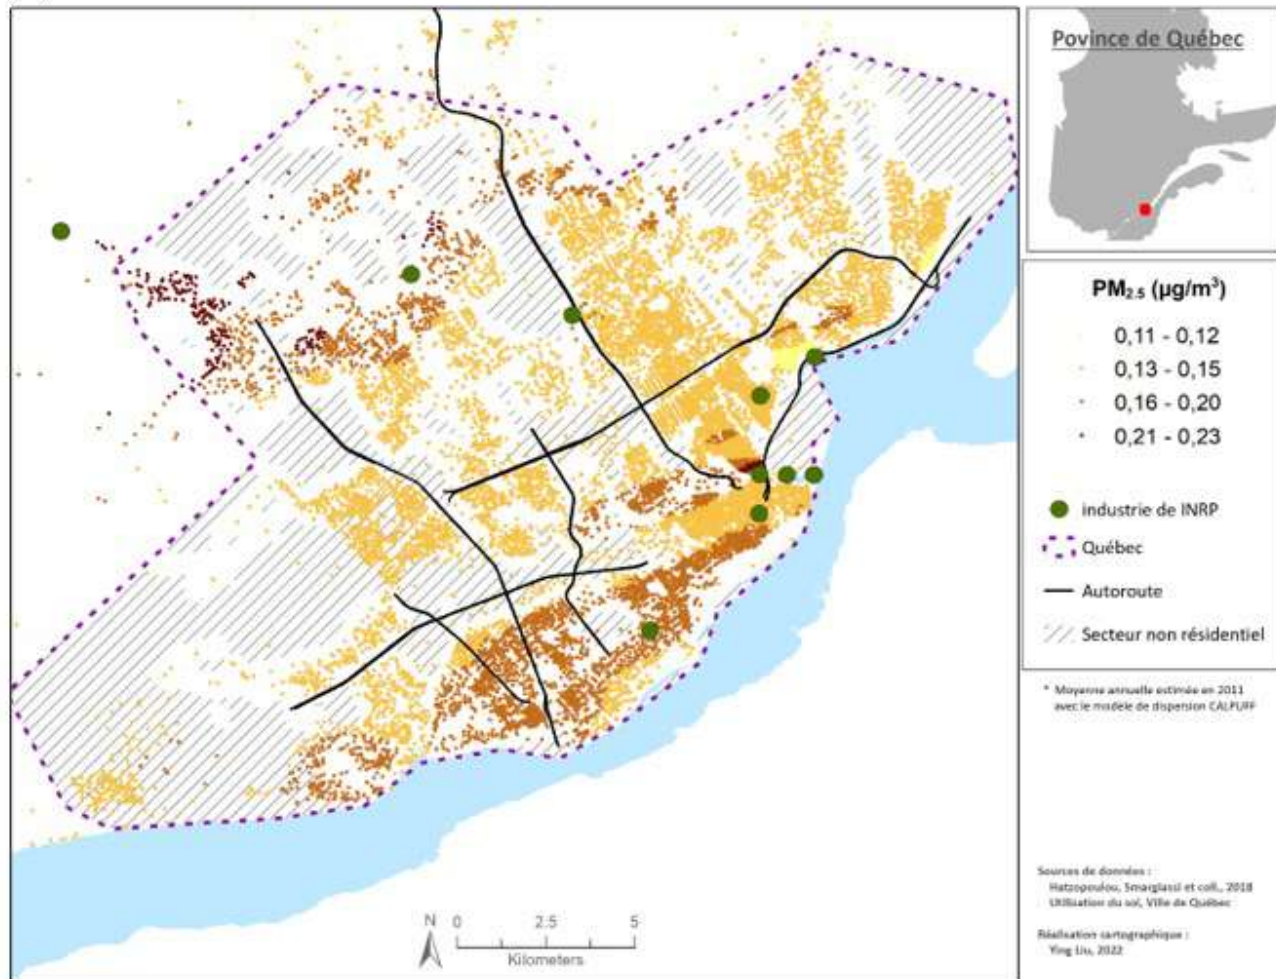 Povince de Québec
PM2.5 (µg/m³)
0,11 - 0,12
0,13 - 0,15
0,16 - 0,20
0,21 - 0,23
industrie de INRP
Québec
Autoroute
Secteur non résidentiel
* Moyenne annuelle estimée en 2011
avec le modèle de dispersion CALPUFF
Sources de données :
Hatzopoulou, Smargiassi et coll., 2018
Utilisation du sol, Ville de Québec
Réalisation cartographique :
Ying Liu, 2022
N 0 2.5 5
Kilometers